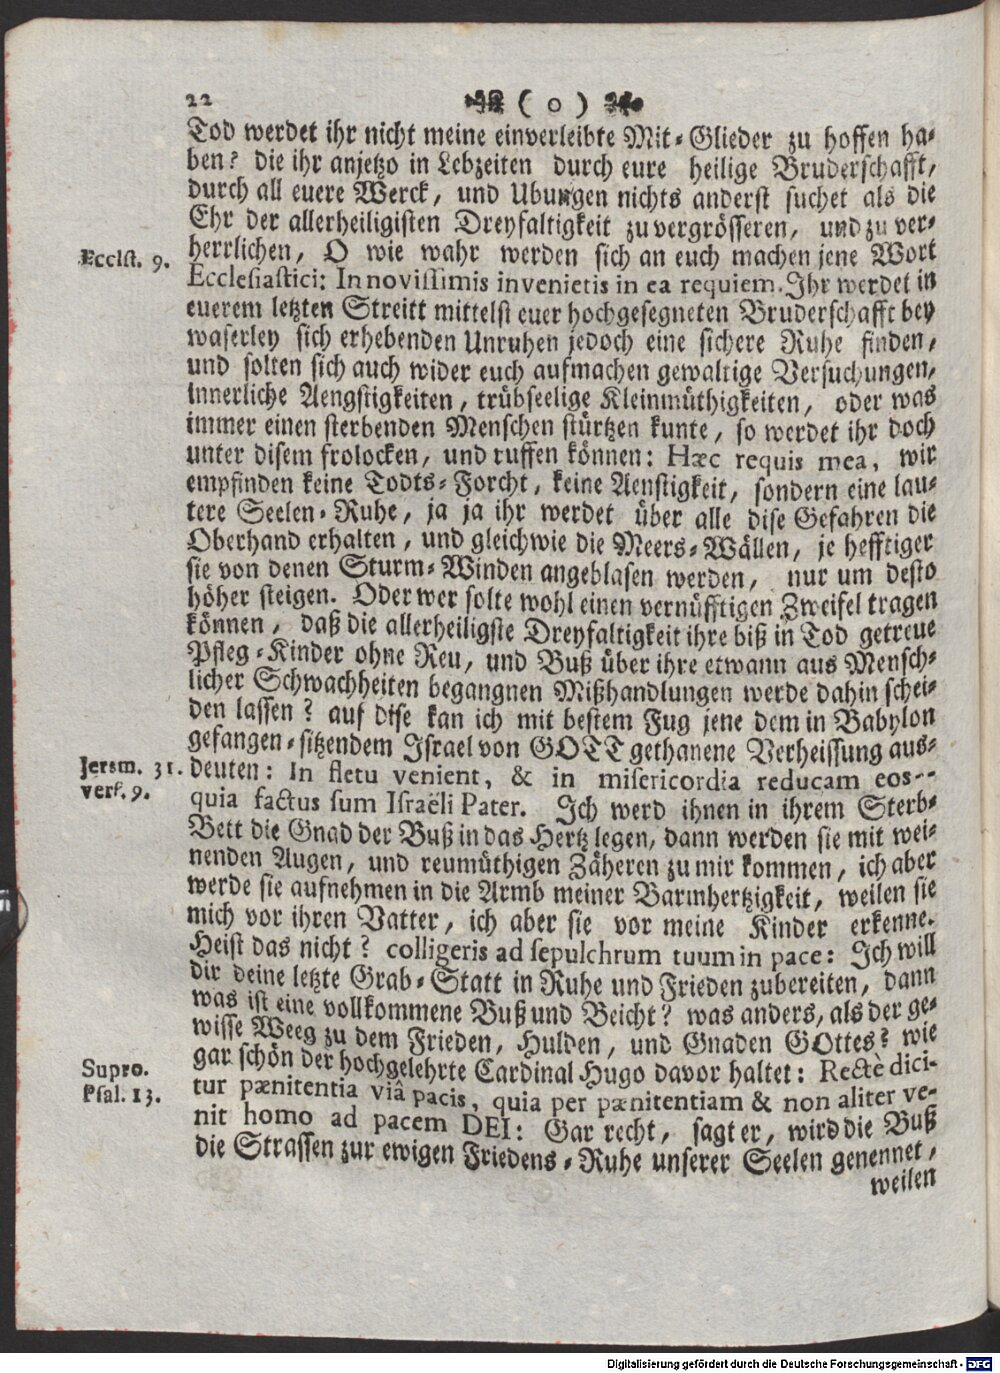 22 ( o )
Tod werdet ihr nicht meine einverleibte Mit-Glieder zu hoffen ha-
ben? die ihr anjetzo in Lebzeiten durch eure heilige Bruderschafft,
durch all euere Werck, und Ubungen nichts anderst suchet als die
Ehr der allerheiligisten Dreyfaltigkeit zu vergrösseren, und zu ver-
Ecclst. 9. herrlichen, O wie wahr werden sich an euch machen jene Wort
Ecclesiastici: In novissimis invenietis in ea requiem. Ihr werdet in
euerem letzten Streitt mittelst euer hochgesegneten Bruderschafft bey
waserley sich erhebenden Unruhen jedoch eine sichere Ruhe finden,
und solten sich auch wider euch aufmachen gewaltige Versuchungen,
innerliche Aengstigkeiten, trübseelige Kleinmüthigkeiten, oder was
immer einen sterbenden Menschen stürtzen kunte, so werdet ihr doch
unter disem frolocken, und ruffen können: Hæc requis mea, wir
empfinden keine Todts-Forcht, keine Aenstigkeit, sondern eine lau-
tere Seelen-Ruhe, ja ja ihr werdet über alle dise Gefahren die
Oberhand erhalten, und gleichwie die Meers-Wällen, je hefftiger
sie von denen Sturm-Winden angeblasen werden, nur um desto
höher steigen. Oder wer solte wohl einen vernüfftigen Zweifel tragen
können, daß die allerheiligste Dreyfaltigkeit ihre biß in Tod getreue
Pfleg-Kinder ohne Reu, und Buß über ihre etwann aus Mensch-
licher Schwachheiten begangnen Mißhandlungen werde dahin schei-
den lassen? auf dise kan ich mit bestem Fug jene dem in Babylon
gefangen-sitzendem Israel von GOTT gethanene Verheissung aus-
Jersm. 31. deuten: In fletu venient, & in misericordia reducam eos--
vers. 9. quia factus sum Israëli Pater. Ich werd ihnen in ihrem Sterb-
Bett die Gnad der Buß in das Hertz legen, dann werden sie mit wei-
nenden Augen, und reumüthigen Zäheren zu mir kommen, ich aber
werde sie aufnehmen in die Armb meiner Barmhertzigkeit, weilen sie
mich vor ihren Vatter, ich aber sie vor meine Kinder erkenne.
Heist das nicht? colligeris ad sepulchrum tuum in pace: Ich will
dir deine letzte Grab-Statt in Ruhe und Frieden zubereiten, dann
was ist eine vollkommene Buß und Beicht? was anders, als der ge-
wisse Weeg zu dem Frieden, Hulden, und Gnaden GOttes? wie
Supro. gar schön der hochgelehrte Cardinal Hugo davor haltet: Rectè dici-
Psal. 13. tur pænitentia viâ pacis, quia per pænitentiam & non aliter ve-
nit homo ad pacem DEI: Gar recht, sagt er, wird die Buß
die Strassen zur ewigen Friedens-Ruhe unserer Seelen genennet,
weilen
Digitalisierung gefördert durch die Deutsche Forschungsgemeinschaft - DFG